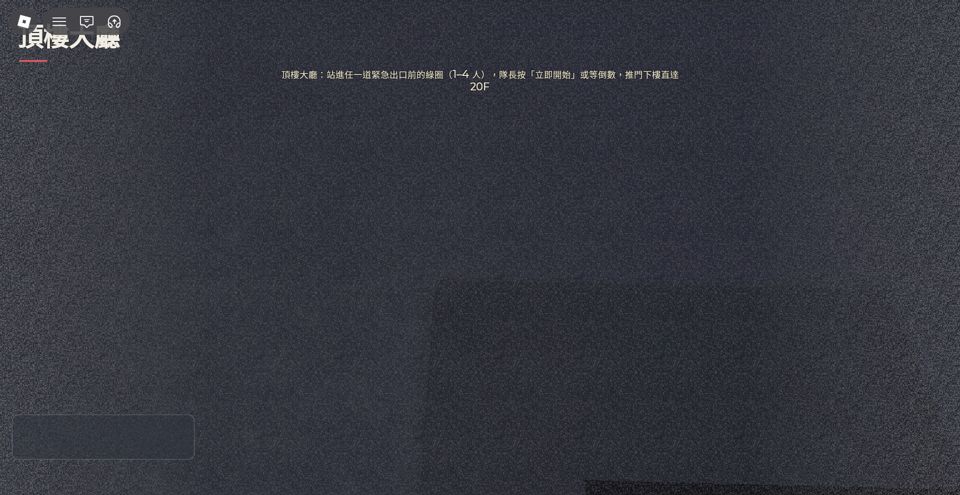 頂樓大廳
頂樓大廳：站進任一道緊急出口前的綠圈（1–4 人），隊長按「立即開始」或等倒數，推門下樓直達
20F